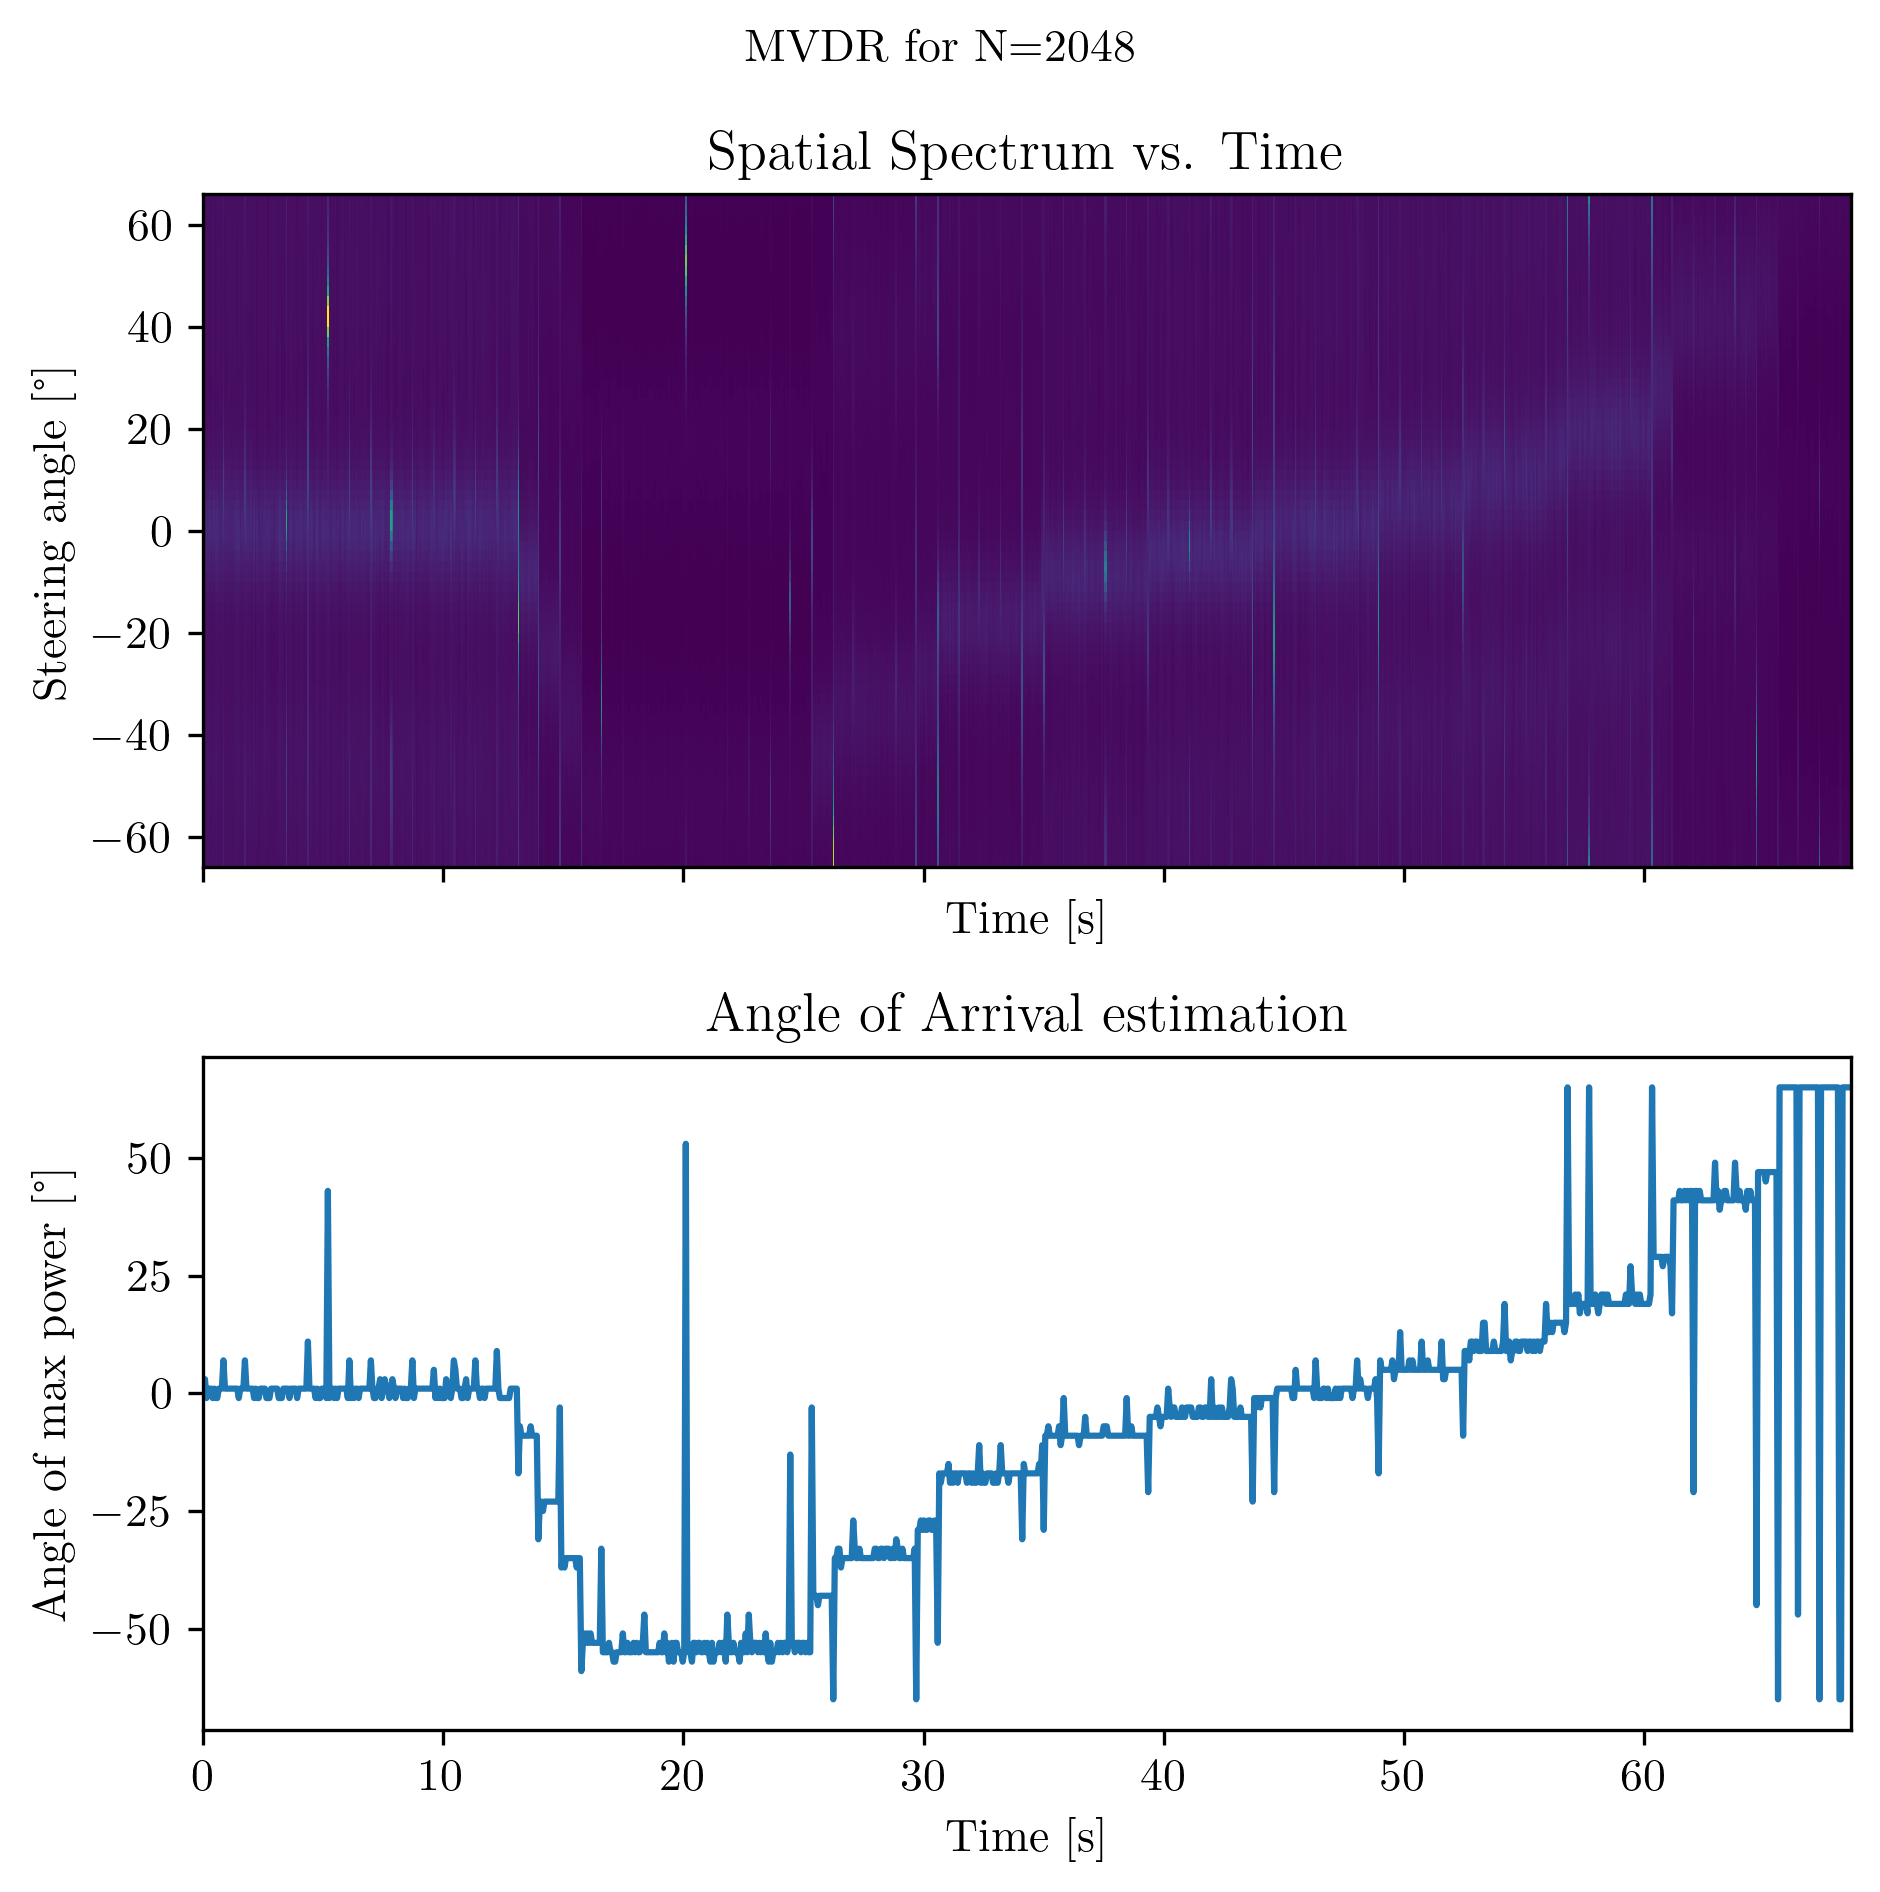 MVDR for N=2048
Spatial Spectrum vs. Time
60
40
20
0
−20
−40
−60
Steering angle [°]
Time [s]
Angle of Arrival estimation
50
25
0
−25
−50
Angle of max power [°]
0 10 20 30 40 50 60
Time [s]